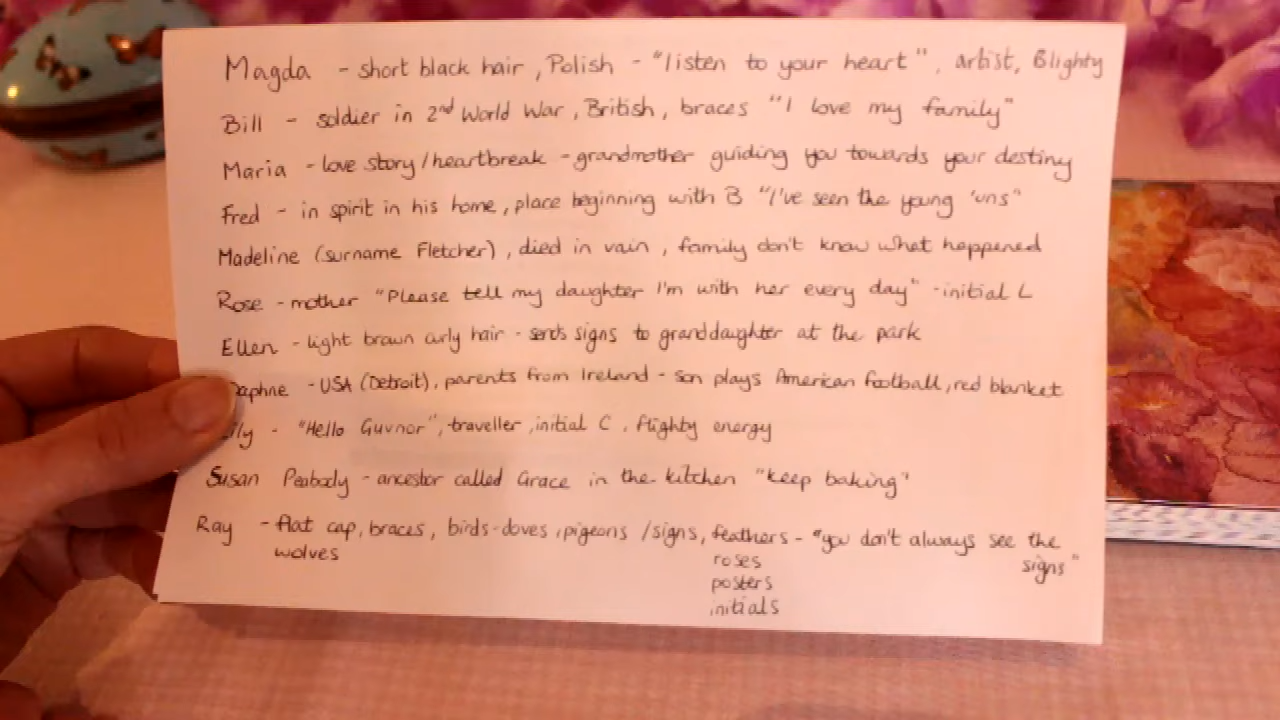 Magda - short black hair, Polish - "listen to your heart", artist, Blighty
Bill - soldier in 2nd World War, British, braces "I love my family"
Maria - love story/heartbreak - grandmother guiding you towards your destiny
Fred - in spirit in his home, place beginning with B "I've seen the young 'uns"
Madeline (surname Fletcher), died in vain, family don't know what happened
Rose - mother "Please tell my daughter I'm with her every day" - initial L
Ellen - light brown curly hair - sends signs to granddaughter at the park
Daphne - USA (Detroit), parents from Ireland - son plays American football, red blanket
- "Hello Guvnor", traveller, initial C, flighty energy
Susan Peabody - ancestor called Grace in the kitchen "keep baking"
Ray - flat cap, braces, birds-doves, pigeons /signs, feathers - "you don't always see the
wolves roses signs"
posters
initials